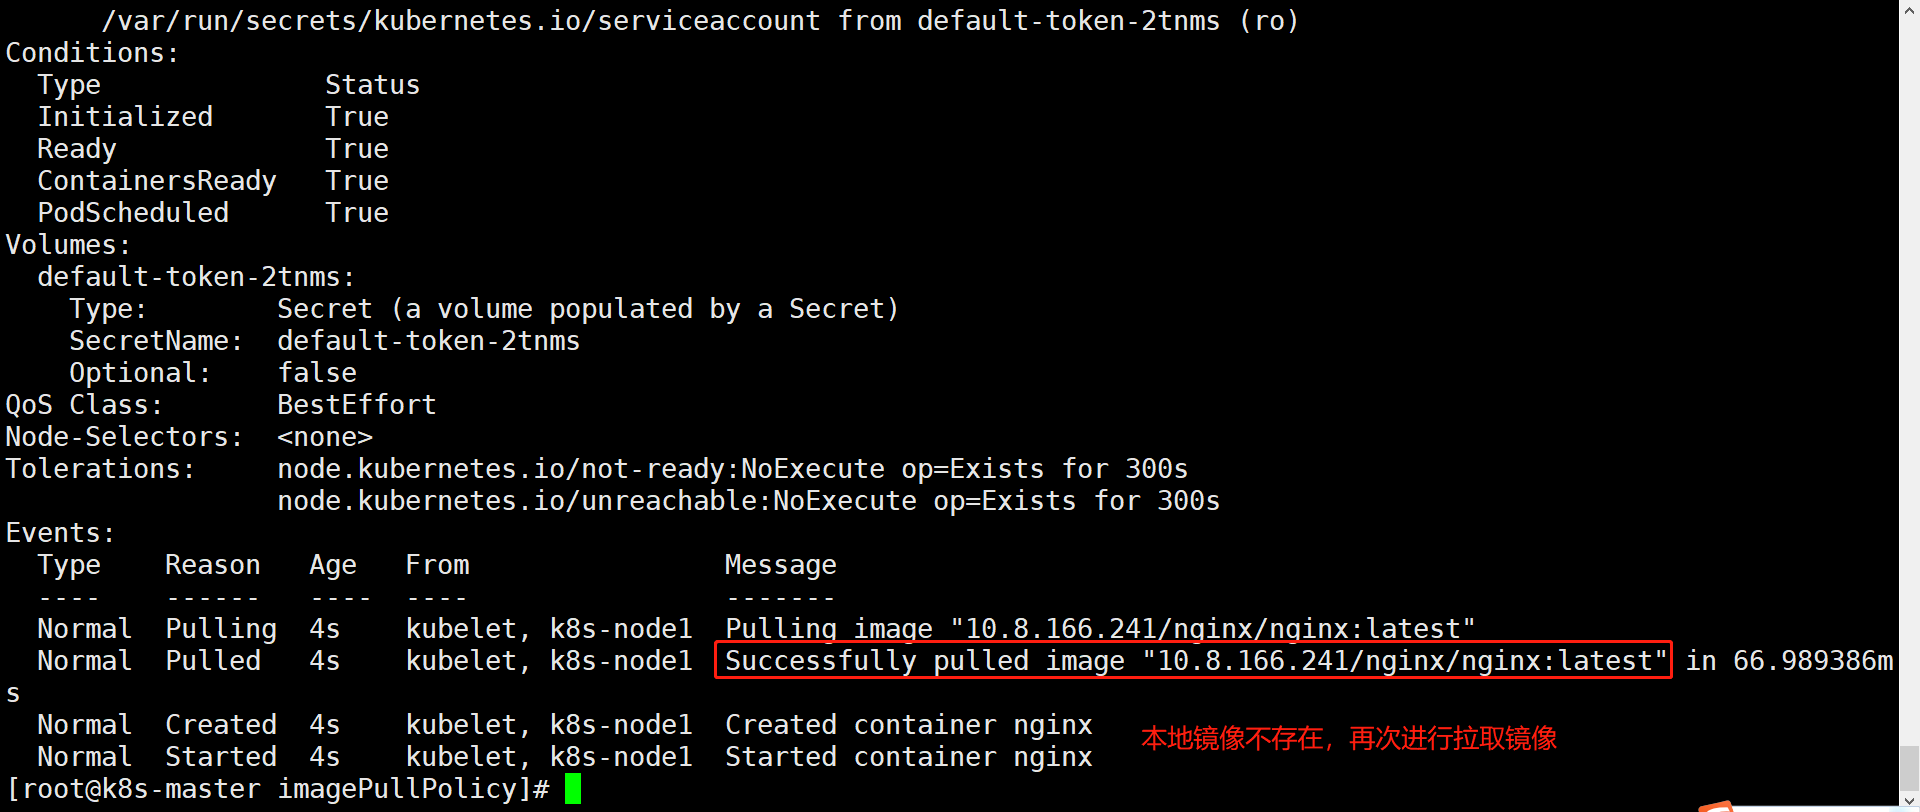 /var/run/secrets/kubernetes.io/serviceaccount from default-token-2tnms (ro)
Conditions:
Type Status
Initialized True
Ready True
ContainersReady True
PodScheduled True
Volumes:
default-token-2tnms:
Type: Secret (a volume populated by a Secret)
SecretName: default-token-2tnms
Optional: false
QoS Class: BestEffort
Node-Selectors: <none>
Tolerations: node.kubernetes.io/not-ready:NoExecute op=Exists for 300s
node.kubernetes.io/unreachable:NoExecute op=Exists for 300s
Events:
Type Reason Age From Message
---- ------ ---- ---- -------
Normal Pulling 4s kubelet, k8s-node1 Pulling image "10.8.166.241/nginx/nginx:latest"
Normal Pulled 4s kubelet, k8s-node1 Successfully pulled image "10.8.166.241/nginx/nginx:latest" in 66.989386m
s
Normal Created 4s kubelet, k8s-node1 Created container nginx
本地镜像不存在，再次进行拉取镜像
Normal Started 4s kubelet, k8s-node1 Started container nginx
[root@k8s-master imagePullPolicy]#